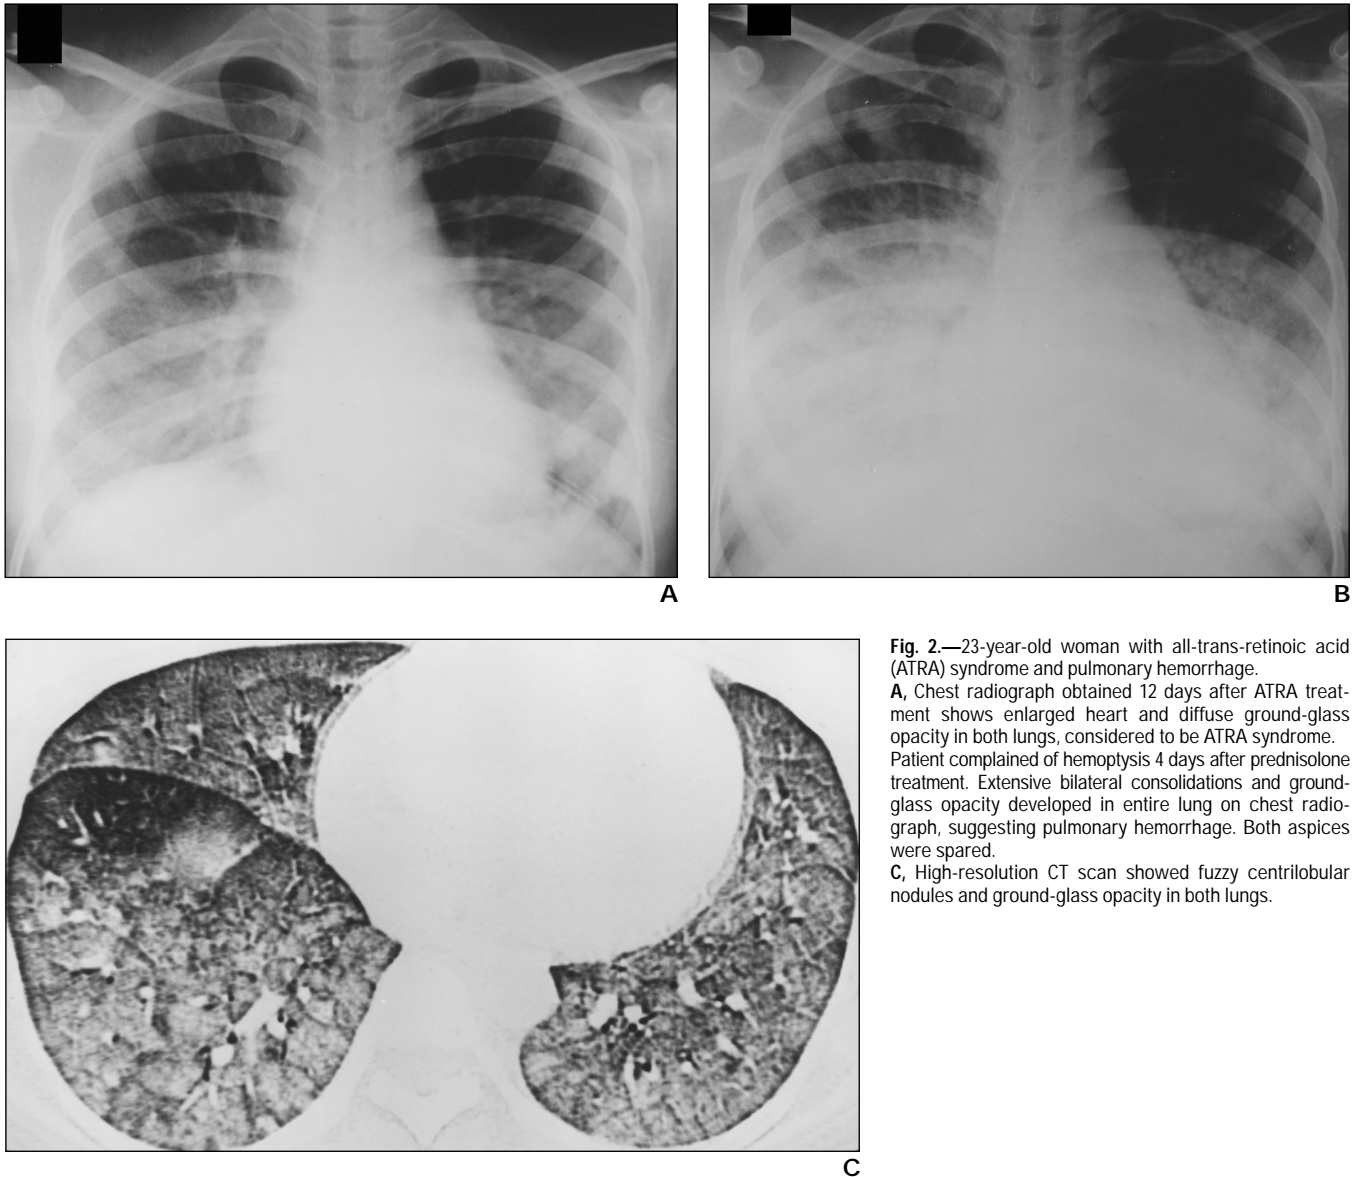 A
B
C
Fig. 2.—23-year-old woman with all-trans-retinoic acid
(ATRA) syndrome and pulmonary hemorrhage.
A, Chest radiograph obtained 12 days after ATRA treat-
ment shows enlarged heart and diffuse ground-glass
opacity in both lungs, considered to be ATRA syndrome.
Patient complained of hemoptysis 4 days after prednisolone
treatment. Extensive bilateral consolidations and ground-
glass opacity developed in entire lung on chest radio-
graph, suggesting pulmonary hemorrhage. Both aspices
were spared.
C, High-resolution CT scan showed fuzzy centrilobular
nodules and ground-glass opacity in both lungs.